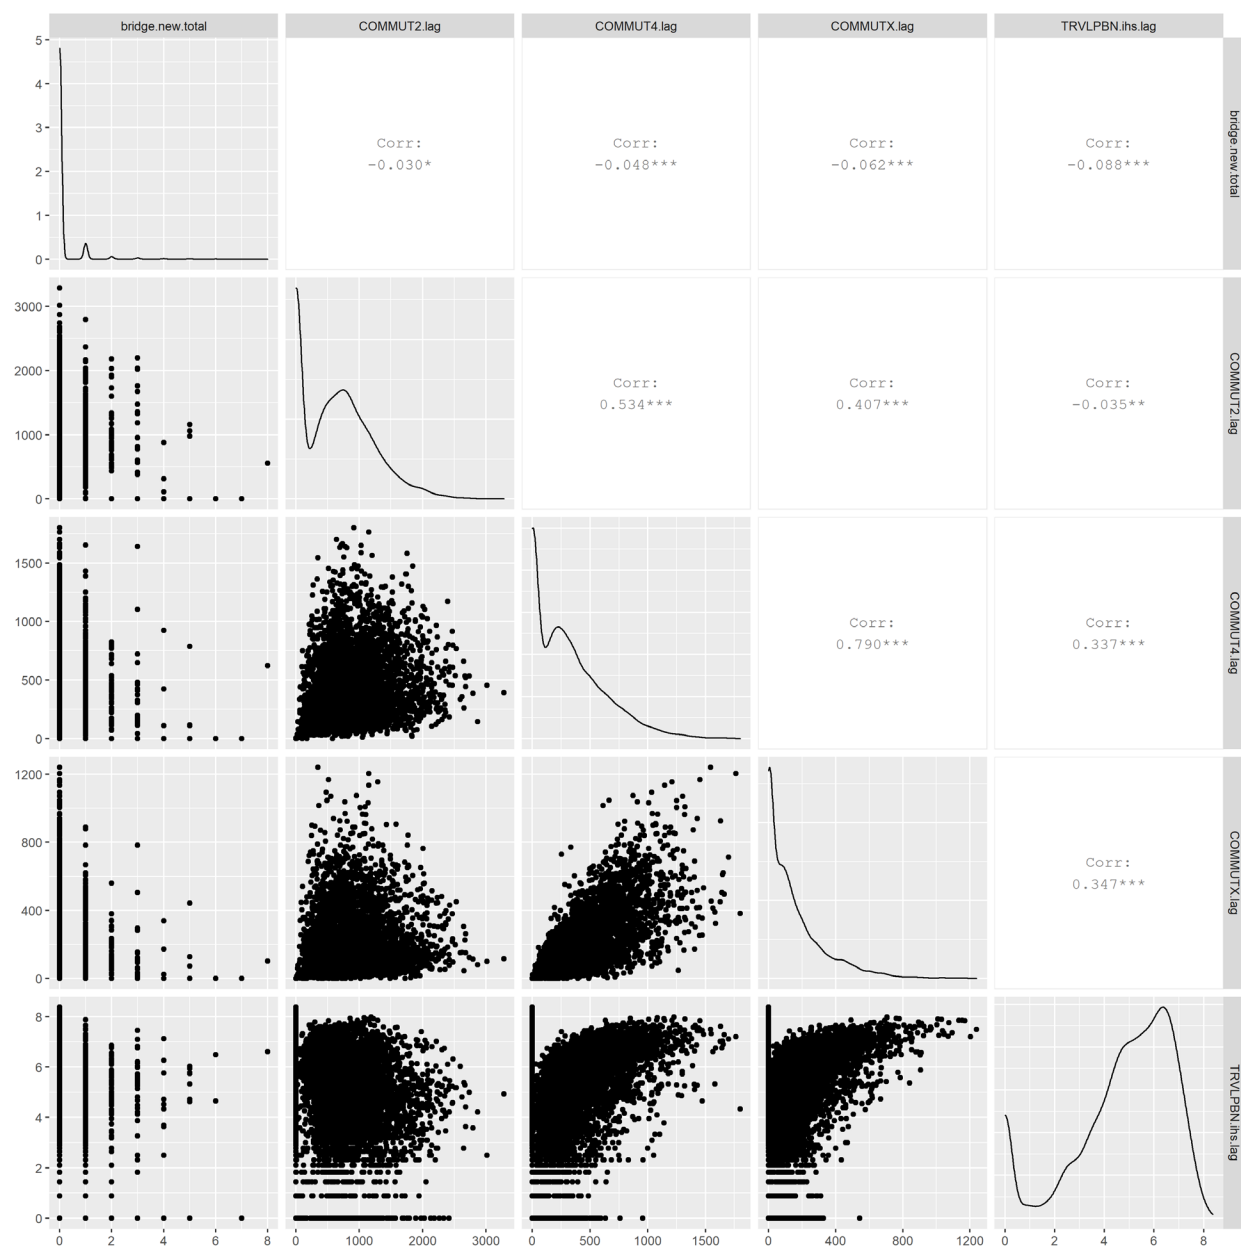 bridge.new.total COMMUT2.lag COMMUT4.lag COMMUTX.lag TRVLPBN.ihs.lag
5
4
3
2
1
0
Corr:
-0.030*
Corr:
-0.048***
Corr:
-0.062***
Corr:
-0.088***
bridge.new.total
3000
2000
1000
0
Corr:
0.534***
Corr:
0.407***
Corr:
-0.035**
COMMUT2.lag
1500
1000
500
0
Corr:
0.790***
Corr:
0.337***
COMMUT4.lag
1200
800
400
0
Corr:
0.347***
COMMUTX.lag
8
6
4
2
0
TRVLPBN.ihs.lag
0 2 4 6 8 0 1000 2000 3000 0 500 1000 1500 0 400 800 1200 0 2 4 6 8